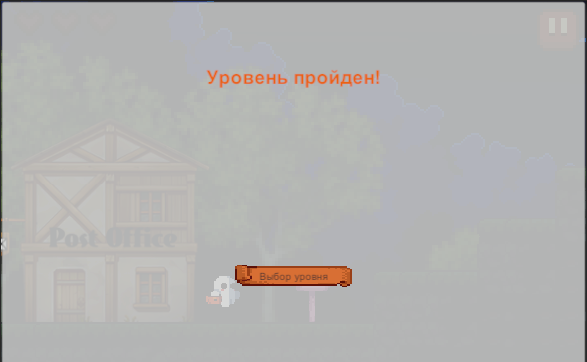 Уровень пройден!
Post Office
Выбор уровня